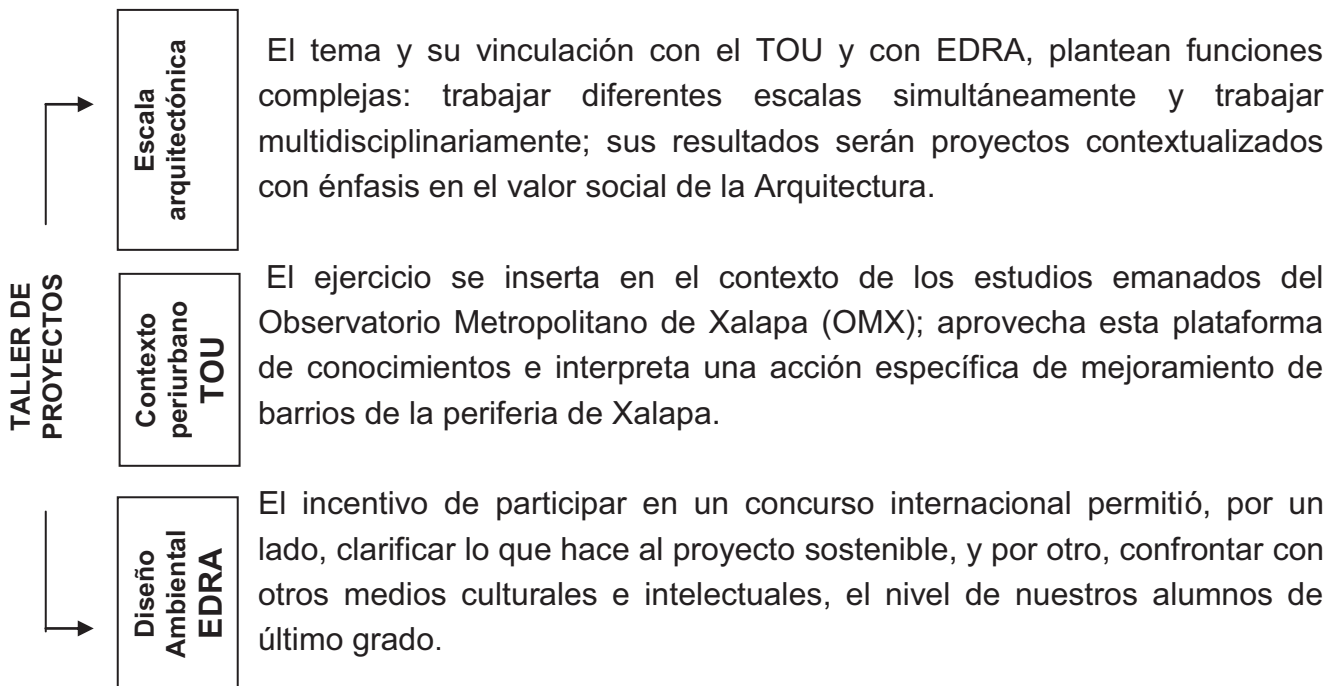 TALLER DE
PROYECTOS
Escala
arquitectónica
El tema y su vinculación con el TOU y con EDRA, plantean funciones
complejas: trabajar diferentes escalas simultáneamente y trabajar
multidisciplinariamente; sus resultados serán proyectos contextualizados
con énfasis en el valor social de la Arquitectura.
Contexto
periurbano
TOU
El ejercicio se inserta en el contexto de los estudios emanados del
Observatorio Metropolitano de Xalapa (OMX); aprovecha esta plataforma
de conocimientos e interpreta una acción específica de mejoramiento de
barrios de la periferia de Xalapa.
Diseño
Ambiental
EDRA
El incentivo de participar en un concurso internacional permitió, por un
lado, clarificar lo que hace al proyecto sostenible, y por otro, confrontar con
otros medios culturales e intelectuales, el nivel de nuestros alumnos de
último grado.